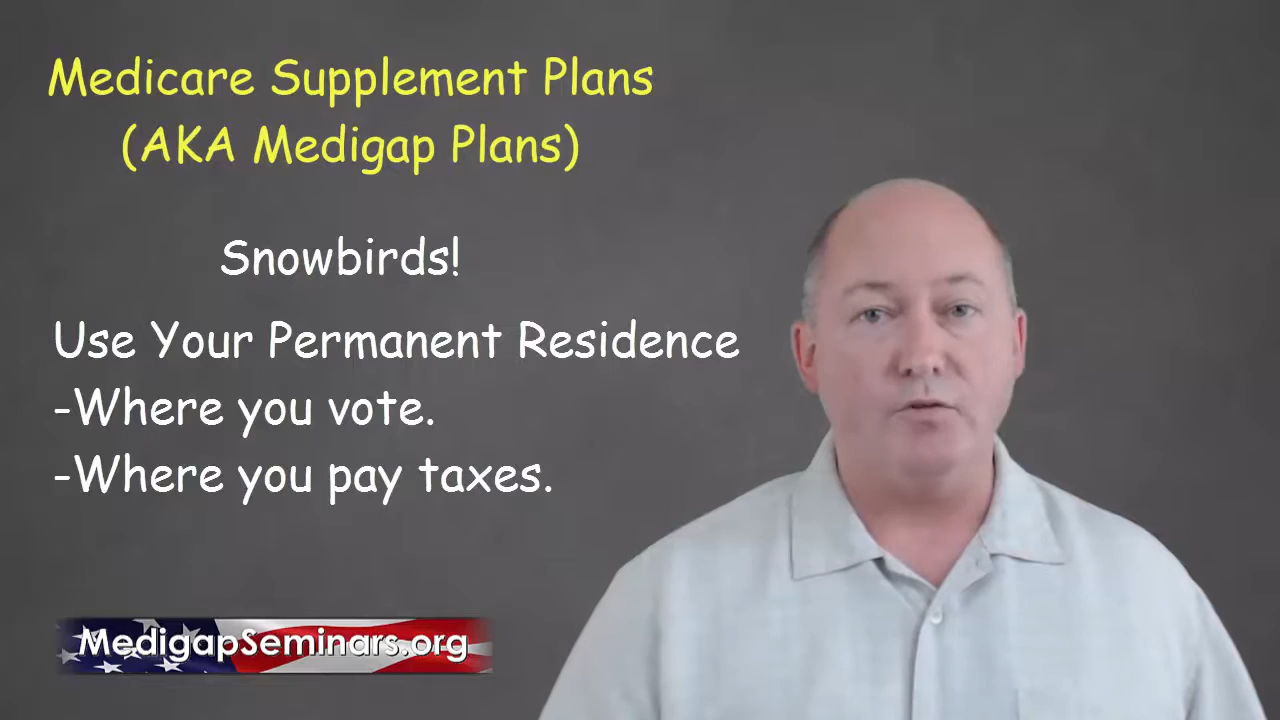 Medicare Supplement Plans
(AKA Medigap Plans)
Snowbirds!
Use Your Permanent Residence
-Where you vote.
-Where you pay taxes.
MedigapSeminars.org